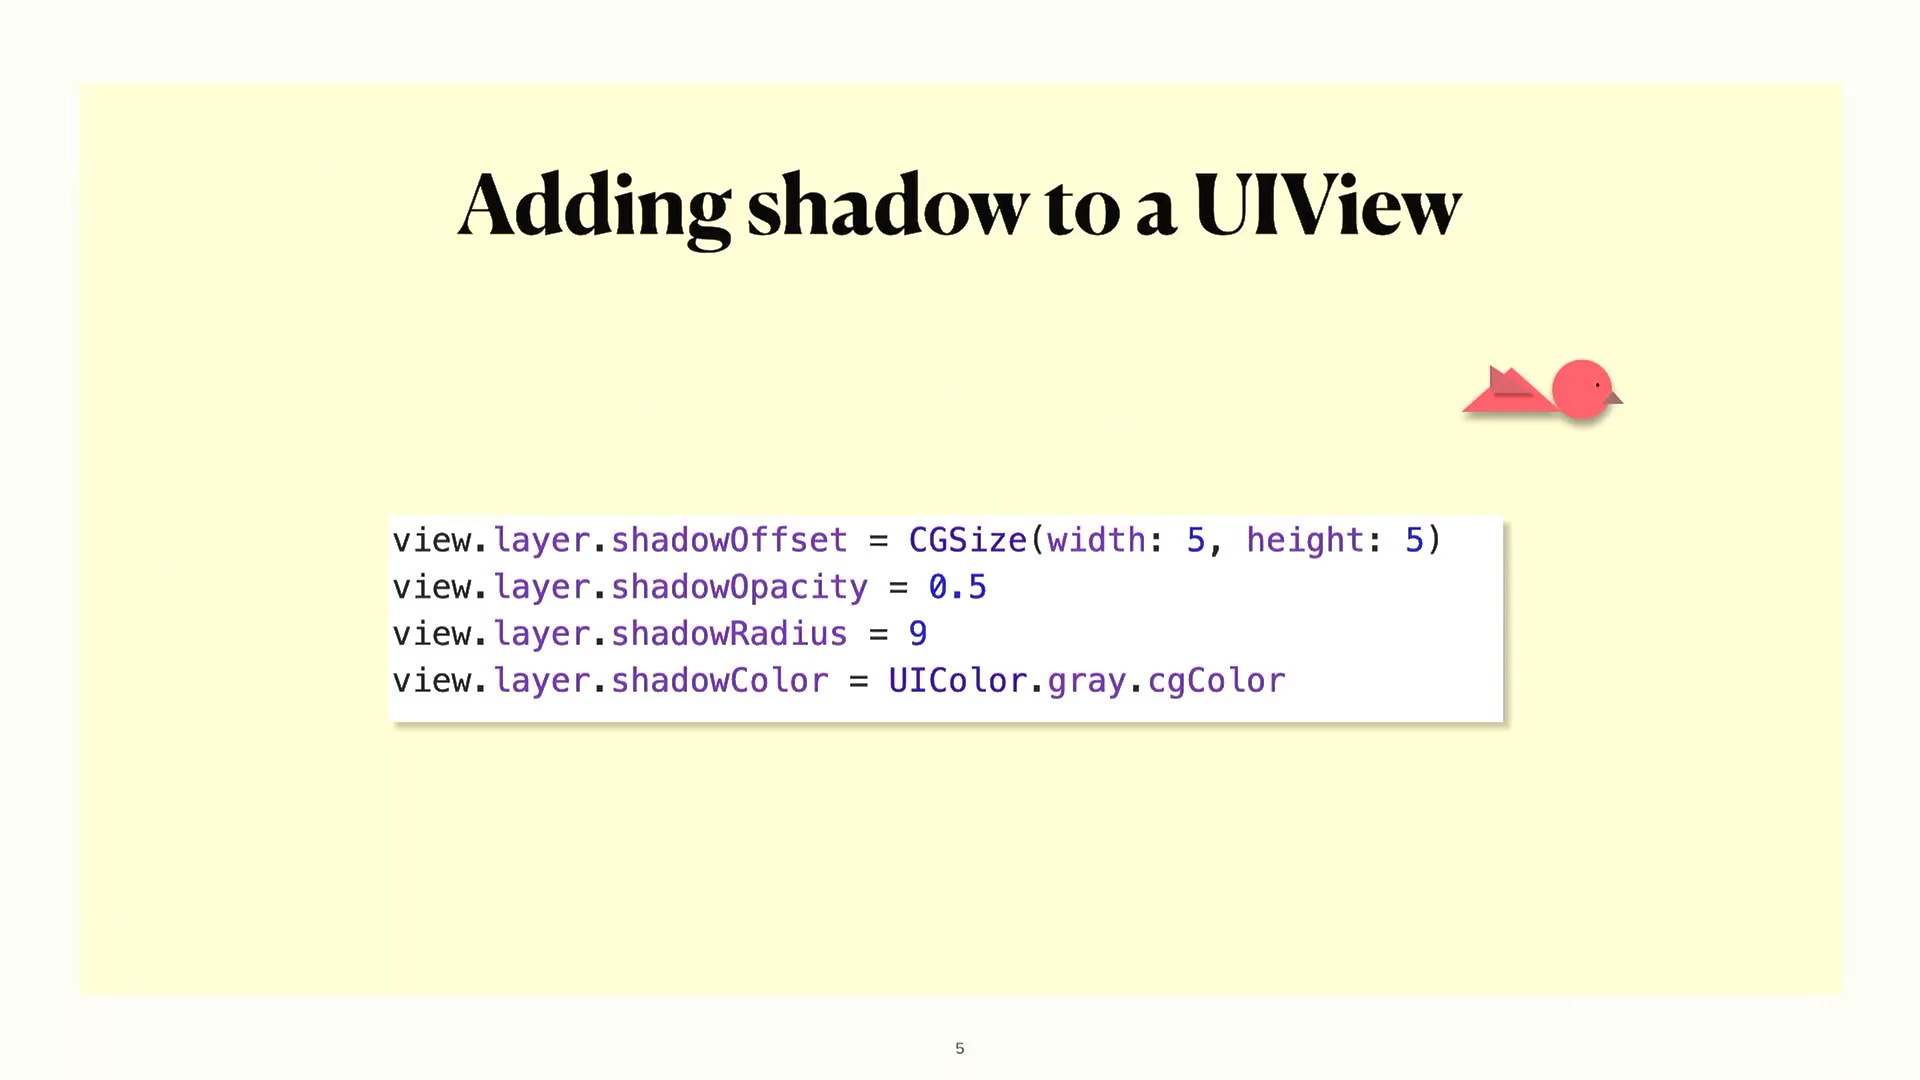 Adding shadow to a UIView
view.layer.shadowOffset = CGSize(width: 5, height: 5)
view.layer.shadowOpacity = 0.5
view.layer.shadowRadius = 9
view.layer.shadowColor = UIColor.gray.cgColor
5